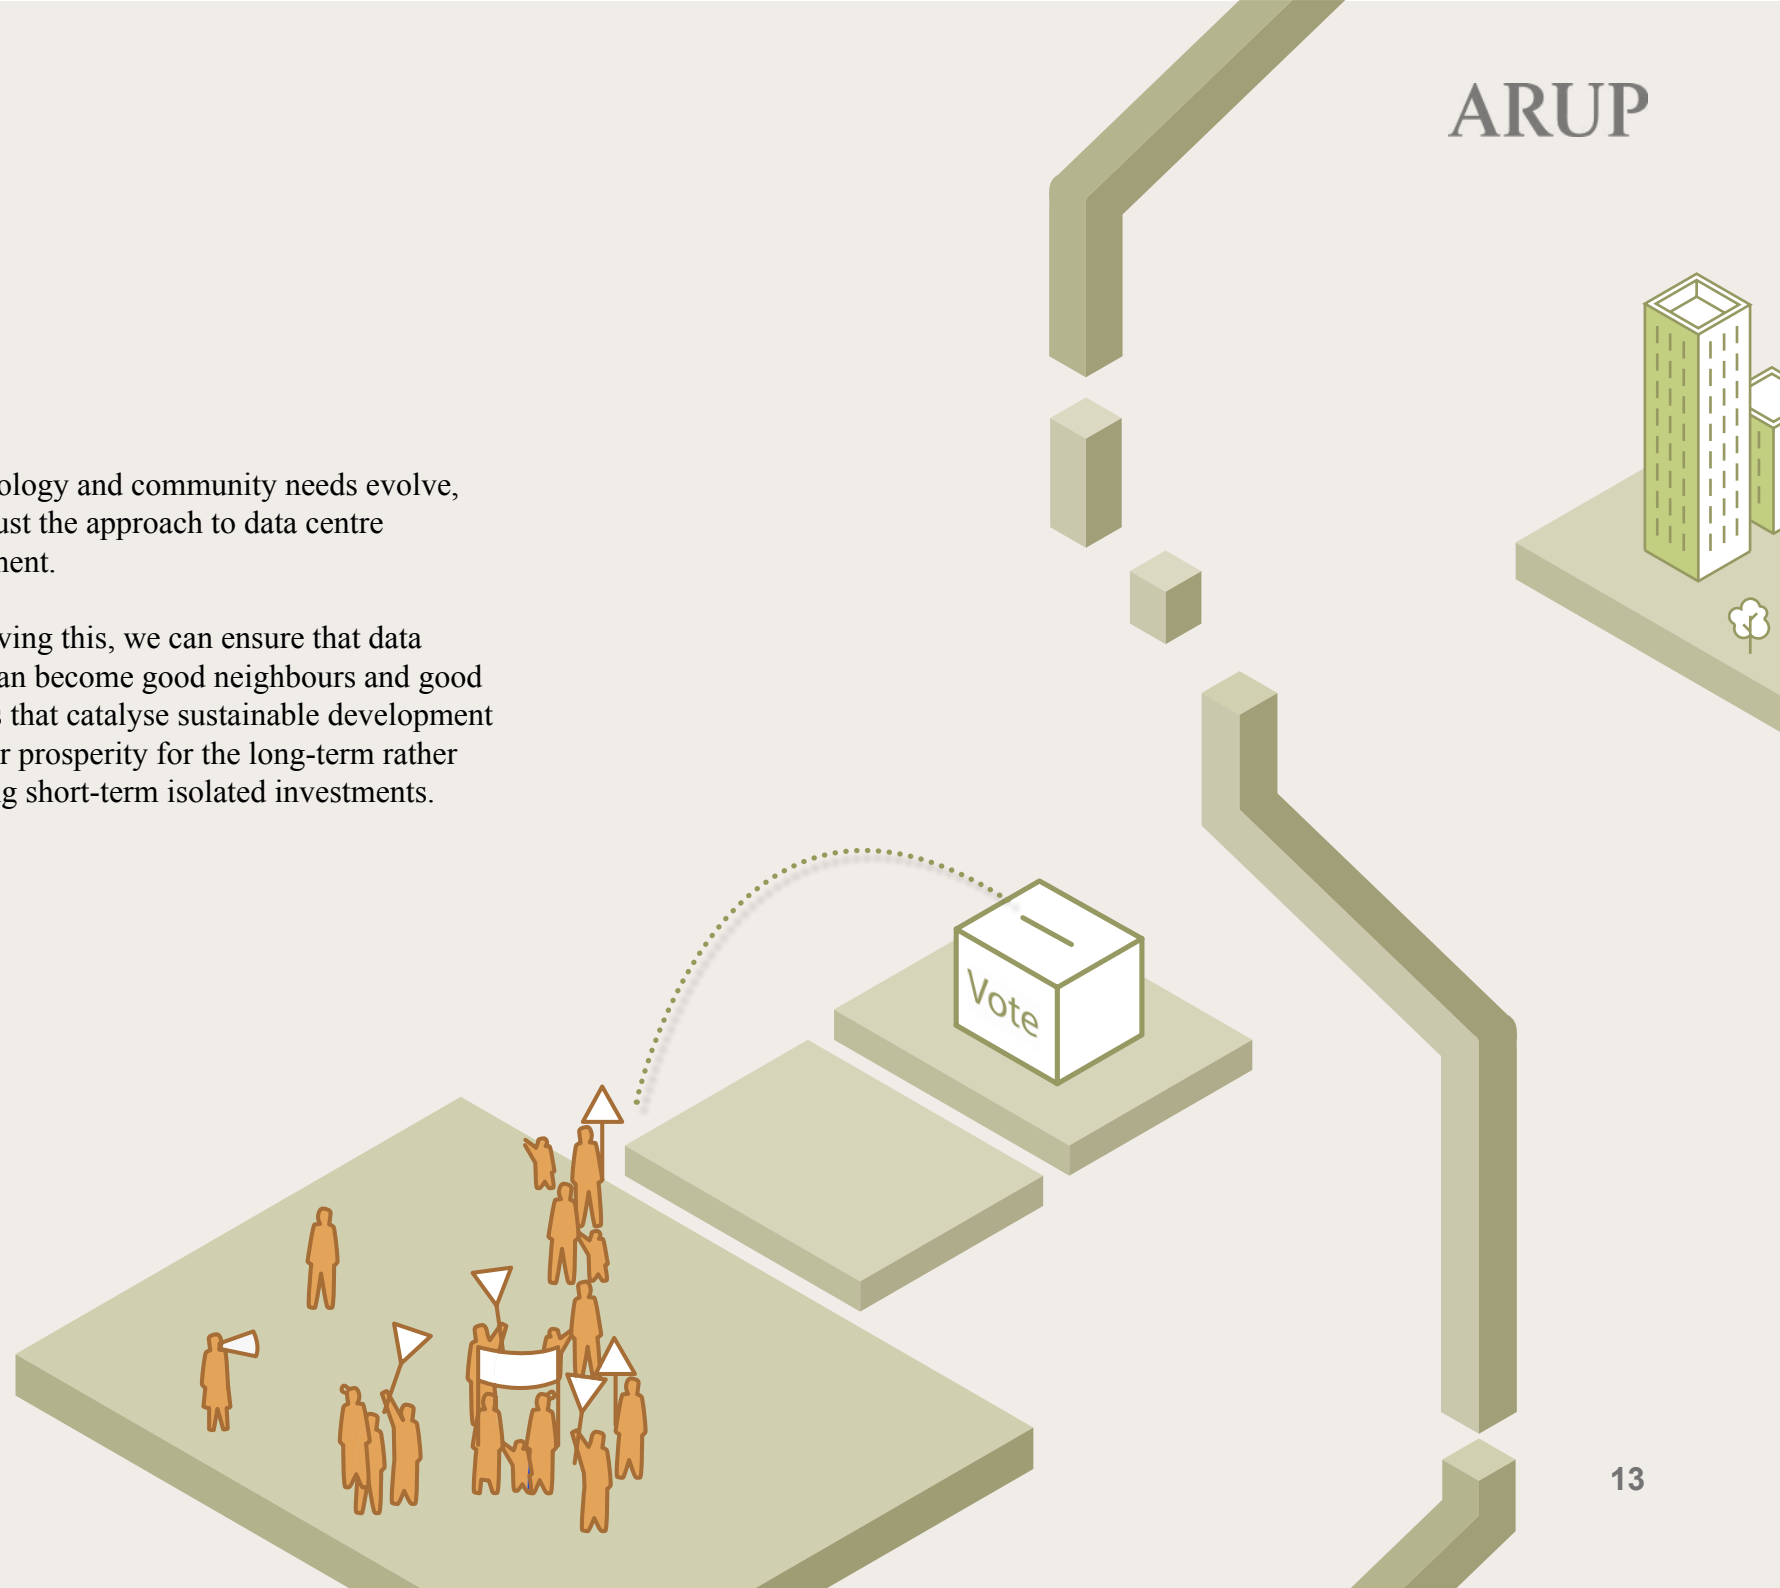 ARUP
ology and community needs evolve,
ust the approach to data centre
nent.
ving this, we can ensure that data
an become good neighbours and good
s that catalyse sustainable development
r prosperity for the long-term rather
g short-term isolated investments.
Vote
13